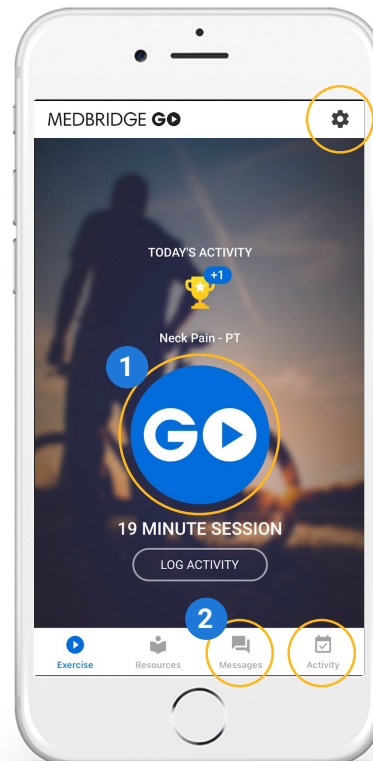 MEDBRIDGE GO
TODAY'S ACTIVITY
+1
Neck Pain - PT
1
GO
19 MINUTE SESSION
LOG ACTIVITY
2
Exercise Resources Messages Activity